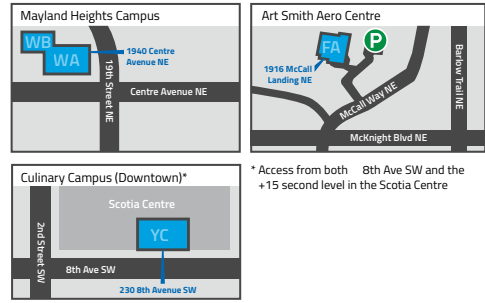 Mayland Heights Campus
WB
WA
1940 Centre
Avenue NE
19th Street NE
Centre Avenue NE
Art Smith Aero Centre
FA
P
1916 McCall
Landing NE
McCall Way NE
Barlow Trail NE
McKnight Blvd NE
Culinary Campus (Downtown)*
Scotia Centre
YC
2nd Street SW
8th Ave SW
230 8th Avenue SW
* Access from both 8th Ave SW and the
+15 second level in the Scotia Centre